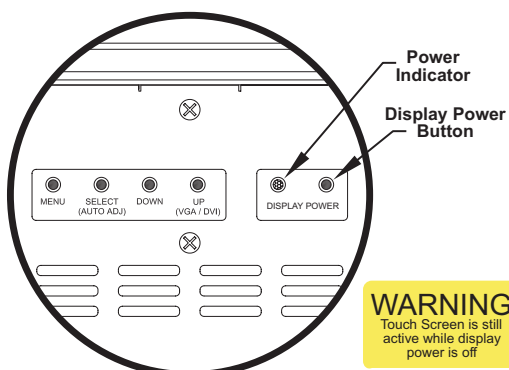 Power
Indicator
Display Power
Button
MENU
SELECT
(AUTO ADJ)
DOWN
UP
(VGA / DVI)
DISPLAY POWER
WARNING
Touch Screen is still
active while display
power is off